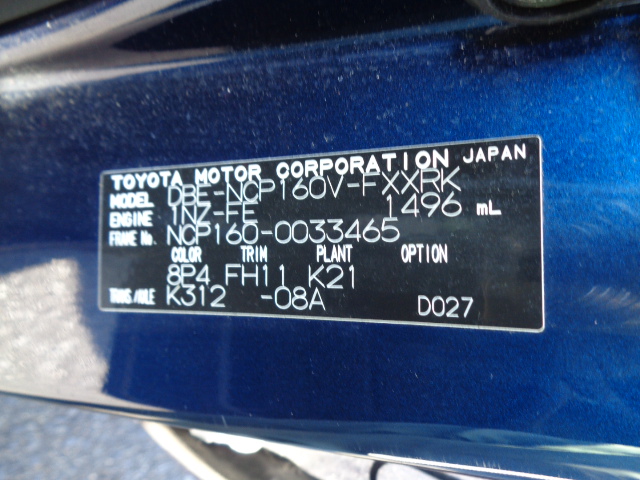 TOYOTA MOTOR CORPORATION JAPAN
MODEL DBE-NCP160V-FXXRK
ENGINE 1NZ-FE 1496 mL
FRAME No. NCP160-0033465
COLOR TRIM PLANT OPTION
8P4 FH11 K21
TRANS./AXLE K312 -08A D027